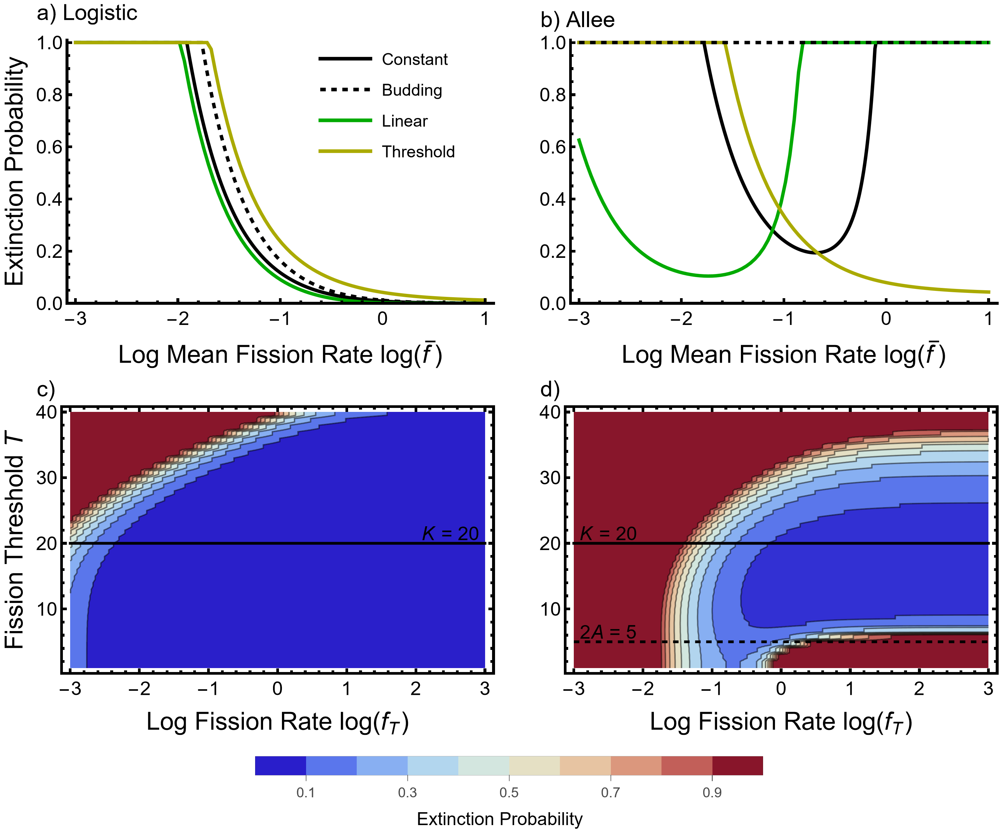 a) Logistic
1.0
0.8
0.6
0.4
0.2
0.0
Extinction Probability
Constant
Budding
Linear
Threshold
−3 −2 −1 0 1
Log Mean Fission Rate log(f̄)
b) Allee
1.0
0.8
0.6
0.4
0.2
0.0
−3 −2 −1 0 1
Log Mean Fission Rate log(f̄)
c)
40
30
20
10
Fission Threshold T
K = 20
−3 −2 −1 0 1 2 3
Log Fission Rate log(f_T)
d)
40
30
20
10
K = 20
2A = 5
−3 −2 −1 0 1 2 3
Log Fission Rate log(f_T)
0.1 0.3 0.5 0.7 0.9
Extinction Probability